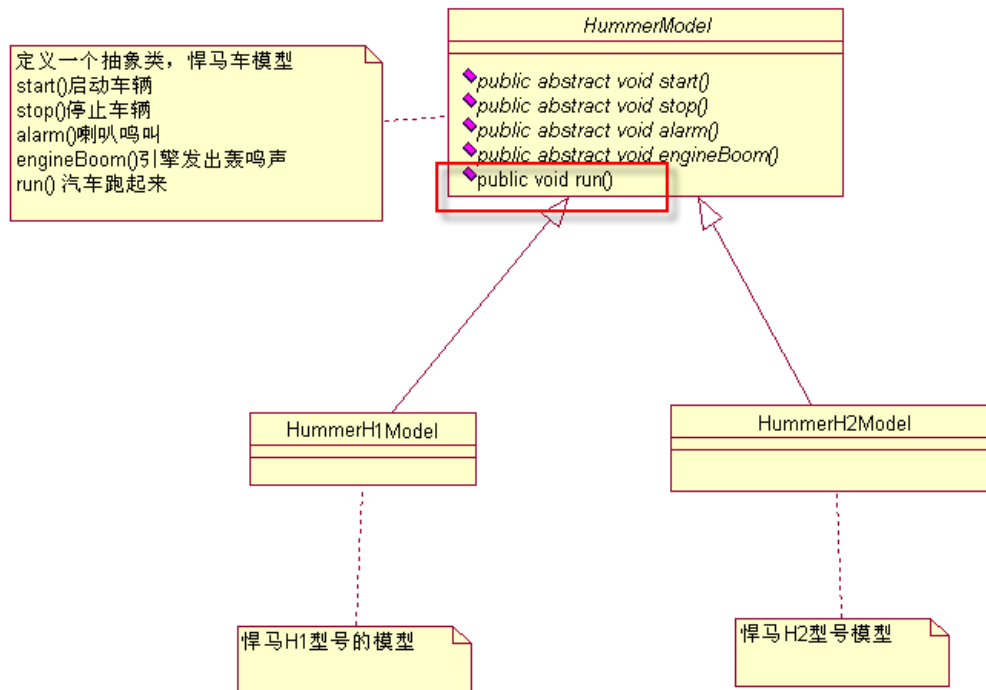 定义一个抽象类，悍马车模型
start()启动车辆
stop()停止车辆
alarm()喇叭鸣叫
engineBoom()引擎发出轰鸣声
run() 汽车跑起来
HummerModel
public abstract void start()
public abstract void stop()
public abstract void alarm()
public abstract void engineBoom()
public void run()
HummerH1Model
HummerH2Model
悍马H1型号的模型
悍马H2型号模型